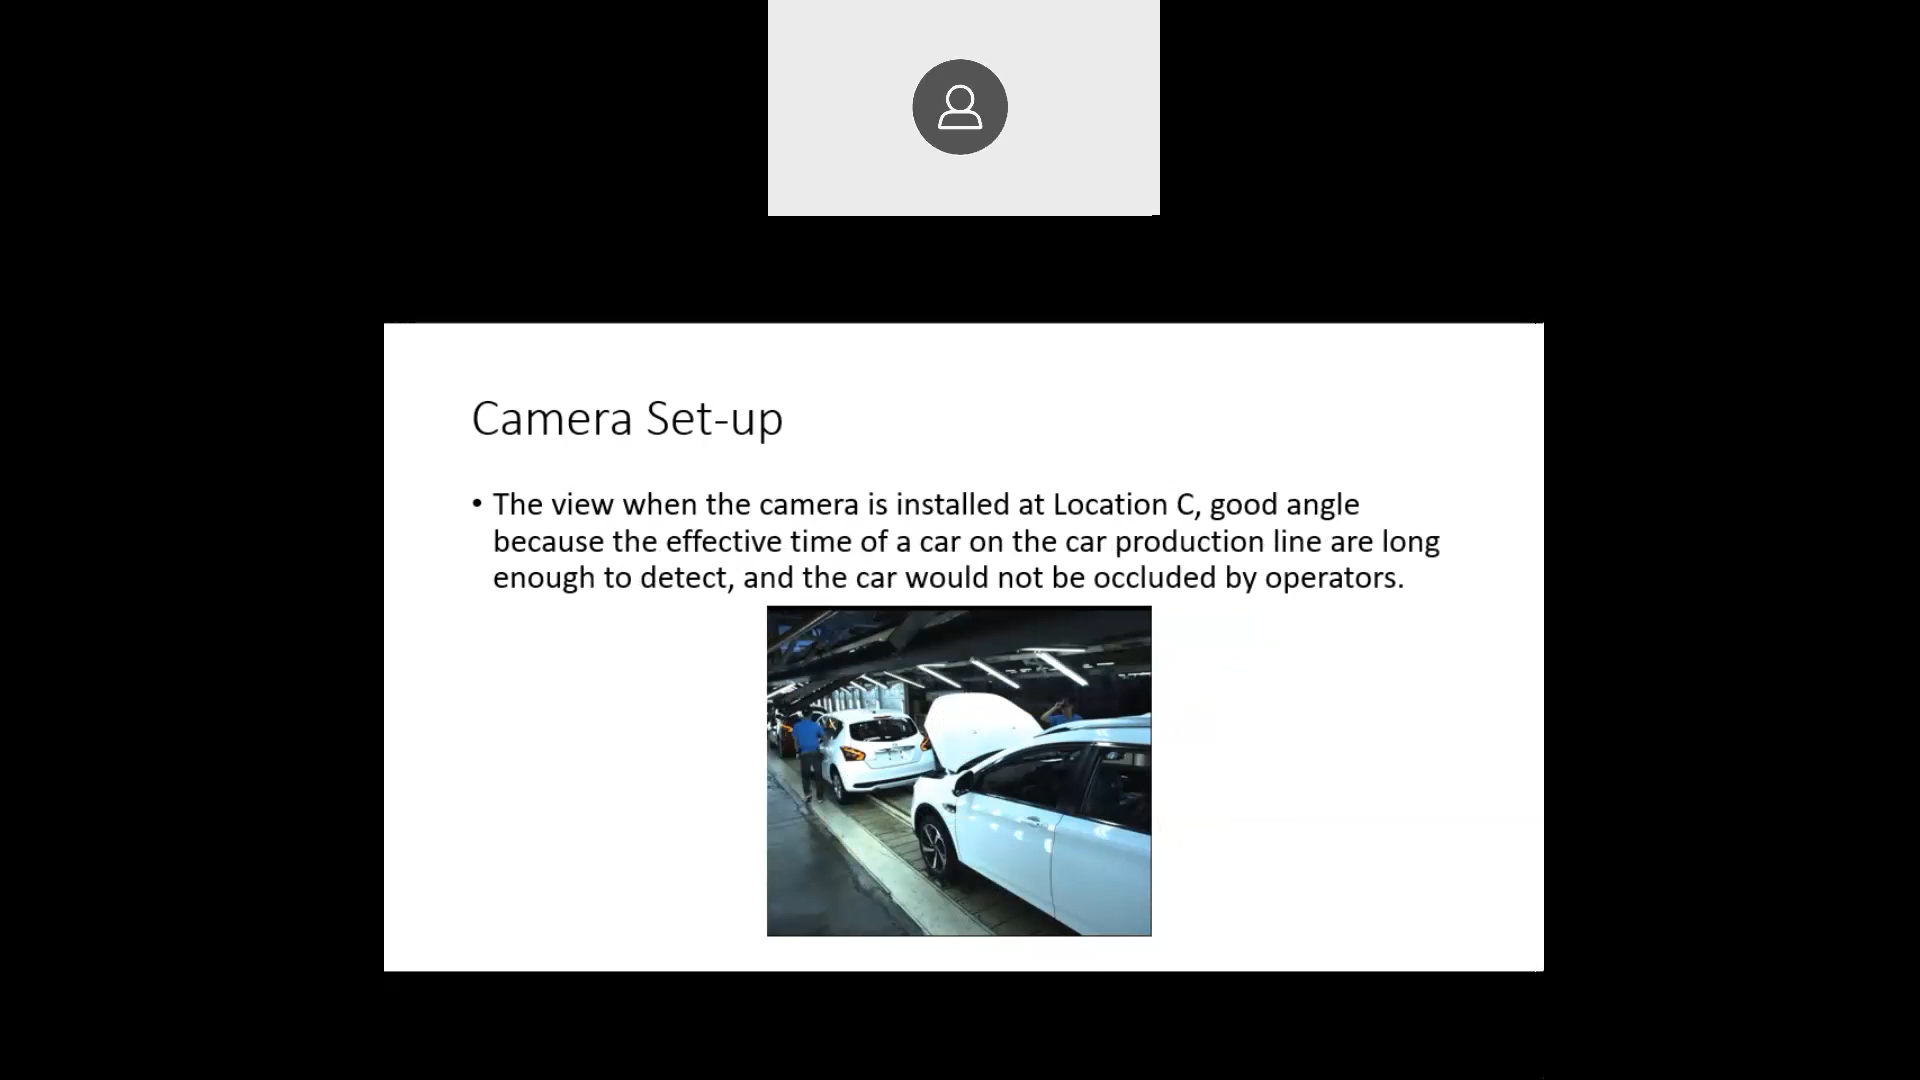 Camera Set-up
• The view when the camera is installed at Location C, good angle
because the effective time of a car on the car production line are long
enough to detect, and the car would not be occluded by operators.